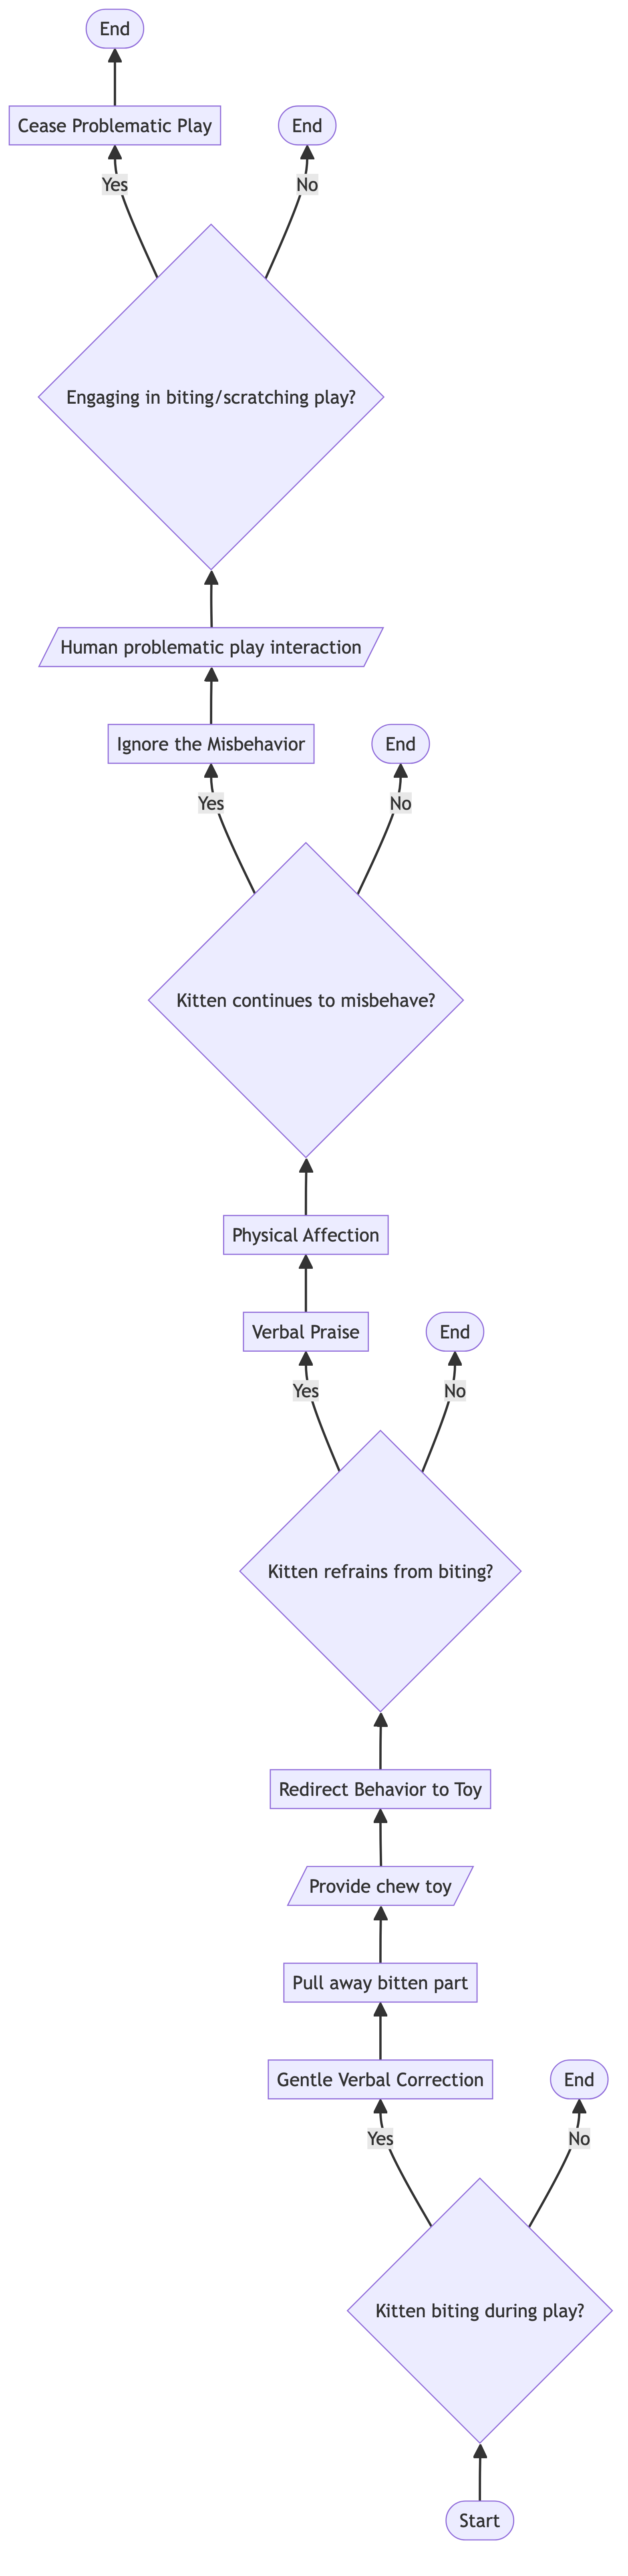 End
Cease Problematic Play
End
Yes
No
Engaging in biting/scratching play?
Human problematic play interaction
Ignore the Misbehavior
End
Yes
No
Kitten continues to misbehave?
Physical Affection
Verbal Praise
End
Yes
No
Kitten refrains from biting?
Redirect Behavior to Toy
Provide chew toy
Pull away bitten part
Gentle Verbal Correction
End
Yes
No
Kitten biting during play?
Start